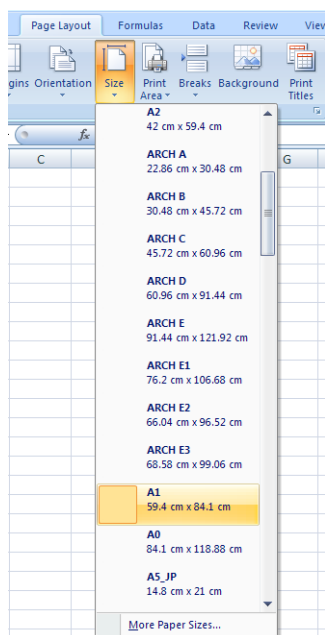 Page Layout Formulas Data Review View
gins Orientation Size Print Area Breaks Background Print Titles
fx
C G
A2
42 cm x 59.4 cm
ARCH A
22.86 cm x 30.48 cm
ARCH B
30.48 cm x 45.72 cm
ARCH C
45.72 cm x 60.96 cm
ARCH D
60.96 cm x 91.44 cm
ARCH E
91.44 cm x 121.92 cm
ARCH E1
76.2 cm x 106.68 cm
ARCH E2
66.04 cm x 96.52 cm
ARCH E3
68.58 cm x 99.06 cm
A1
59.4 cm x 84.1 cm
A0
84.1 cm x 118.88 cm
A5_JP
14.8 cm x 21 cm
More Paper Sizes...